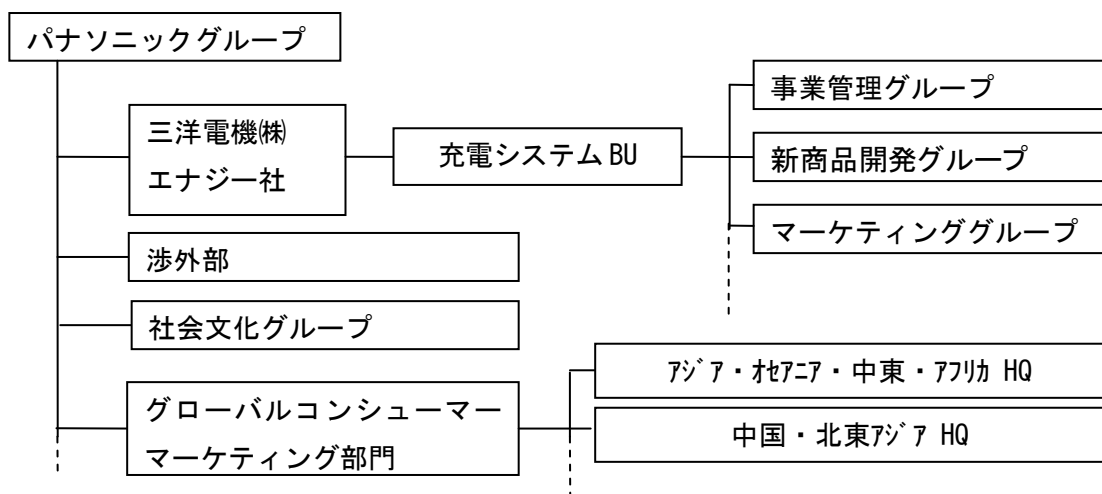 パナソニックグループ
三洋電機㈱
エナジー社
充電システム BU
事業管理グループ
新商品開発グループ
マーケティンググループ
渉外部
社会文化グループ
グローバルコンシューマー
マーケティング部門
ｱｼﾞｱ・ｵｾｱﾆｱ・中東・ｱﾌﾘｶ HQ
中国・北東ｱｼﾞｱ HQ